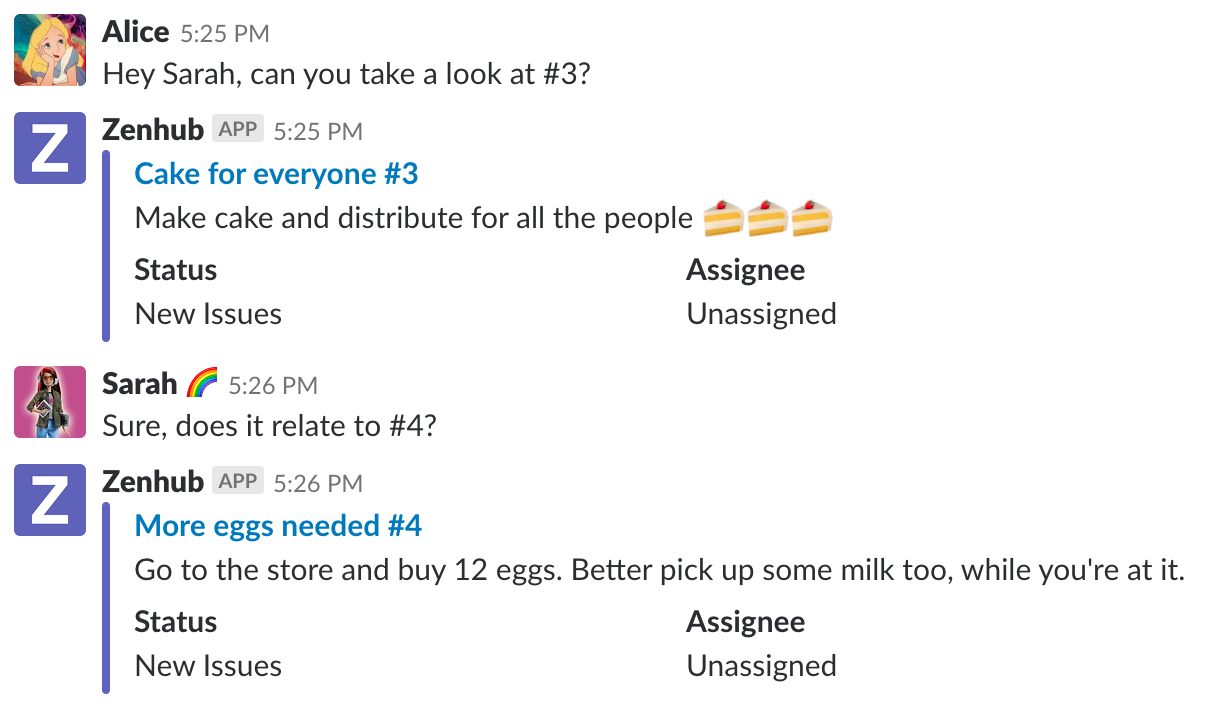 Alice 5:25 PM
Hey Sarah, can you take a look at #3?
Z Zenhub APP 5:25 PM
Cake for everyone #3
Make cake and distribute for all the people 🍰🍰🍰
Status Assignee
New Issues Unassigned
Sarah 🌈 5:26 PM
Sure, does it relate to #4?
Z Zenhub APP 5:26 PM
More eggs needed #4
Go to the store and buy 12 eggs. Better pick up some milk too, while you're at it.
Status Assignee
New Issues Unassigned